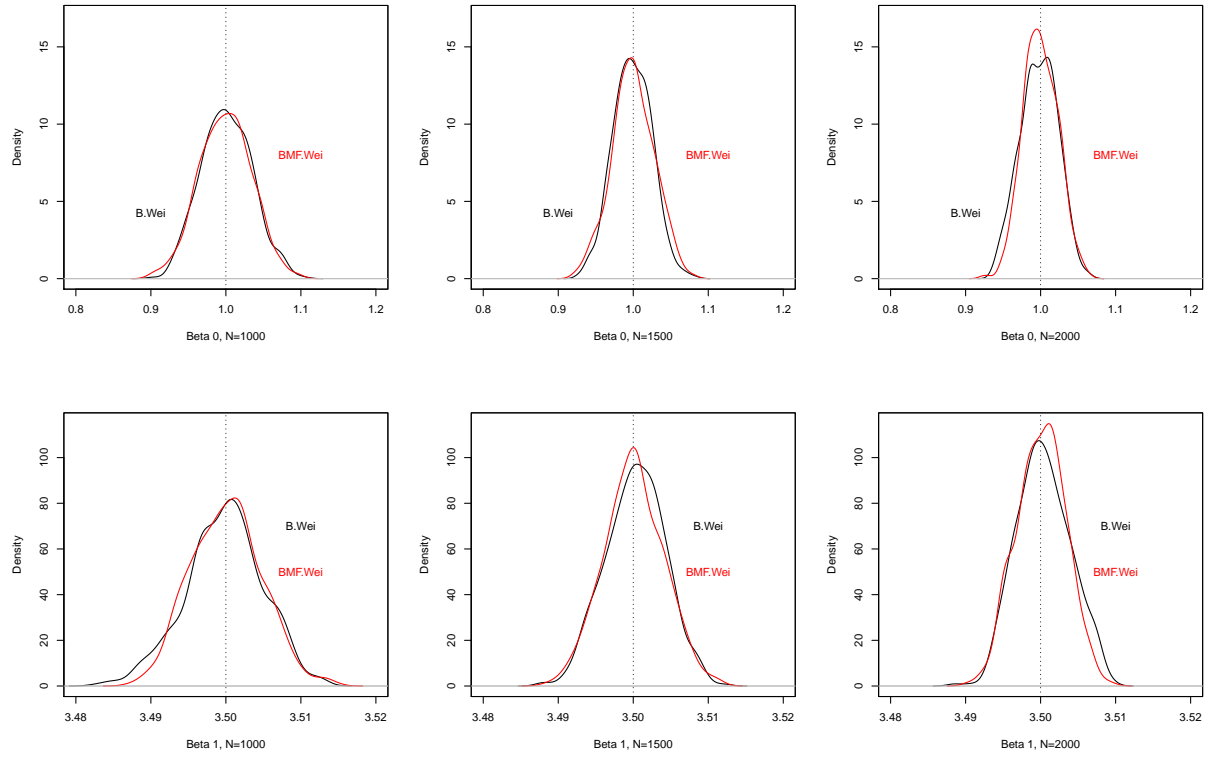 Density
0 5 10 15
B.Wei
BMF.Wei
0.8 0.9 1.0 1.1 1.2
Beta 0, N=1000
Density
0 5 10 15
B.Wei
BMF.Wei
0.8 0.9 1.0 1.1 1.2
Beta 0, N=1500
Density
0 5 10 15
B.Wei
BMF.Wei
0.8 0.9 1.0 1.1 1.2
Beta 0, N=2000
Density
0 20 40 60 80 100
B.Wei
BMF.Wei
3.48 3.49 3.50 3.51 3.52
Beta 1, N=1000
Density
0 20 40 60 80 100
B.Wei
BMF.Wei
3.48 3.49 3.50 3.51 3.52
Beta 1, N=1500
Density
0 20 40 60 80 100
B.Wei
BMF.Wei
3.48 3.49 3.50 3.51 3.52
Beta 1, N=2000